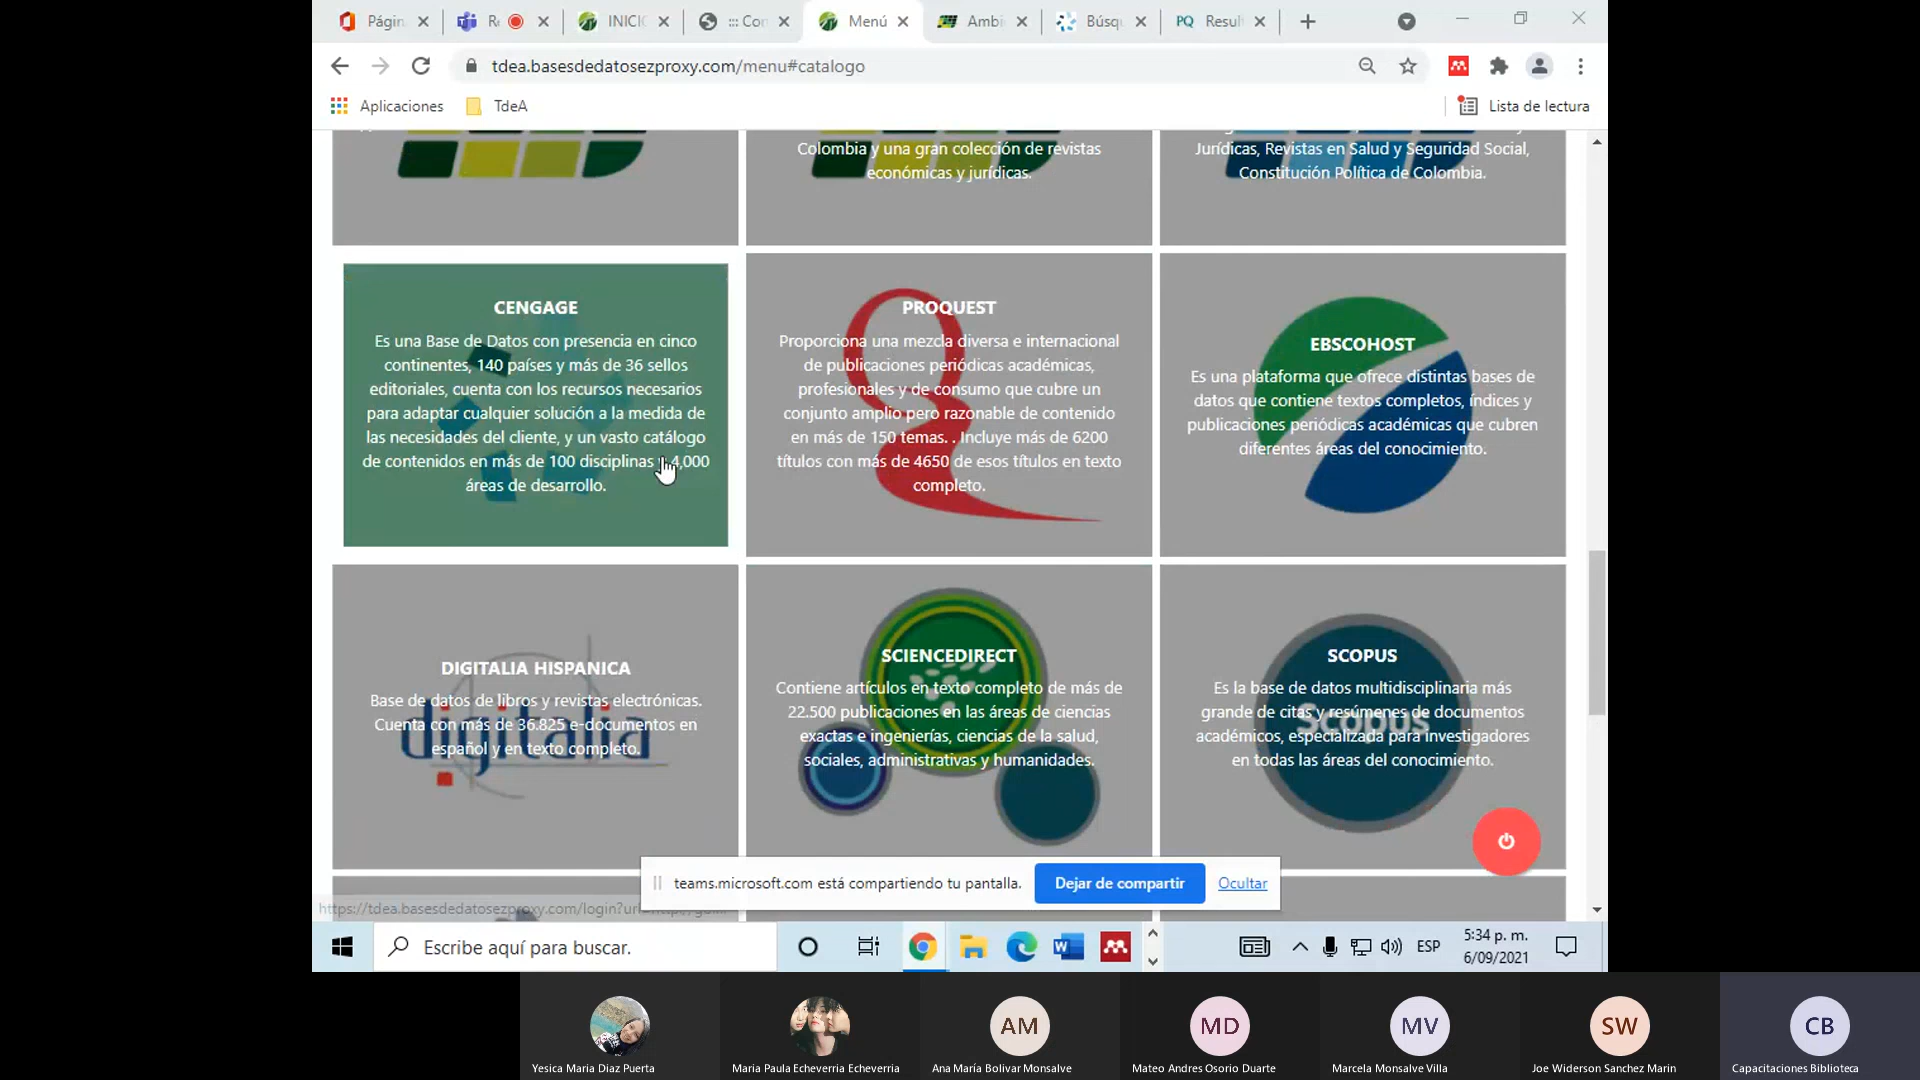 Págin
Re
INICI
::: Con
Menú
Ambi
Búsq
PQ Resul
tdea.basesdedatosezproxy.com/menu#catalogo
Aplicaciones
TdeA
Lista de lectura
Colombia y una gran colección de revistas
económicas y jurídicas.
Jurídicas, Revistas en Salud y Seguridad Social,
Constitución Política de Colombia.
CENGAGE
Es una Base de Datos con presencia en cinco
continentes, 140 países y más de 36 sellos
editoriales, cuenta con los recursos necesarios
para adaptar cualquier solución a la medida de
las necesidades del cliente, y un vasto catálogo
de contenidos en más de 100 disciplinas y 4,000
áreas de desarrollo.
PROQUEST
Proporciona una mezcla diversa e internacional
de publicaciones periódicas académicas,
profesionales y de consumo que cubre un
conjunto amplio pero razonable de contenido
en más de 150 temas. . Incluye más de 6200
títulos con más de 4650 de esos títulos en texto
completo.
EBSCOHOST
Es una plataforma que ofrece distintas bases de
datos que contiene textos completos, índices y
publicaciones periódicas académicas que cubren
diferentes áreas del conocimiento.
DIGITALIA HISPANICA
Base de datos de libros y revistas electrónicas.
Cuenta con más de 36.825 e-documentos en
español y en texto completo.
digitalia
SCIENCEDIRECT
Contiene artículos en texto completo de más de
22.500 publicaciones en las áreas de ciencias
exactas e ingenierías, ciencias de la salud,
sociales, administrativas y humanidades.
SCOPUS
Es la base de datos multidisciplinaria más
grande de citas y resúmenes de documentos
académicos, especializada para investigadores
en todas las áreas del conocimiento.
Scopus
teams.microsoft.com está compartiendo tu pantalla.
Dejar de compartir
Ocultar
Escribe aquí para buscar.
ESP
5:34 p. m.
6/09/2021
AM
MD
MV
SW
CB
Yesica Maria Diaz Puerta
Maria Paula Echeverria Echeverria
Ana María Bolivar Monsalve
Mateo Andres Osorio Duarte
Marcela Monsalve Villa
Joe Widerson Sanchez Marin
Capacitaciones Biblioteca